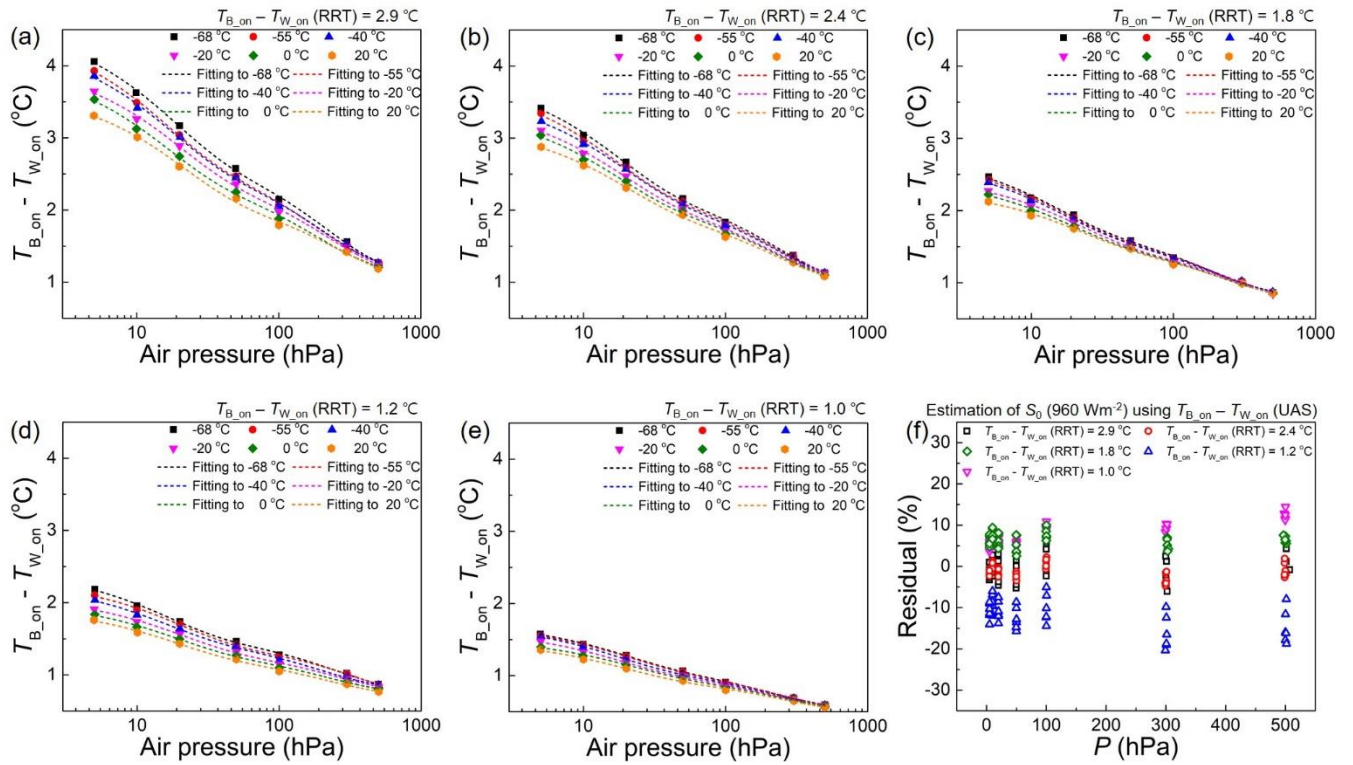 (a)
T_B_on – T_W_on (RRT) = 2.9 ℃
-68 °C -55 °C -40 °C
-20 °C 0 °C 20 °C
Fitting to -68 °C Fitting to -55 °C
Fitting to -40 °C Fitting to -20 °C
Fitting to 0 °C Fitting to 20 °C
T_B_on - T_W_on (°C)
4
3
2
1
10 100 1000
Air pressure (hPa)
(b)
T_B_on – T_W_on (RRT) = 2.4 ℃
-68 °C -55 °C -40 °C
-20 °C 0 °C 20 °C
Fitting to -68 °C Fitting to -55 °C
Fitting to -40 °C Fitting to -20 °C
Fitting to 0 °C Fitting to 20 °C
T_B_on - T_W_on (°C)
4
3
2
1
10 100 1000
Air pressure (hPa)
(c)
T_B_on – T_W_on (RRT) = 1.8 ℃
-68 °C -55 °C -40 °C
-20 °C 0 °C 20 °C
Fitting to -68 °C Fitting to -55 °C
Fitting to -40 °C Fitting to -20 °C
Fitting to 0 °C Fitting to 20 °C
T_B_on - T_W_on (°C)
4
3
2
1
10 100 1000
Air pressure (hPa)
(d)
T_B_on – T_W_on (RRT) = 1.2 ℃
-68 °C -55 °C -40 °C
-20 °C 0 °C 20 °C
Fitting to -68 °C Fitting to -55 °C
Fitting to -40 °C Fitting to -20 °C
Fitting to 0 °C Fitting to 20 °C
T_B_on - T_W_on (°C)
4
3
2
1
10 100 1000
Air pressure (hPa)
(e)
T_B_on – T_W_on (RRT) = 1.0 ℃
-68 °C -55 °C -40 °C
-20 °C 0 °C 20 °C
Fitting to -68 °C Fitting to -55 °C
Fitting to -40 °C Fitting to -20 °C
Fitting to 0 °C Fitting to 20 °C
T_B_on - T_W_on (°C)
4
3
2
1
10 100 1000
Air pressure (hPa)
(f)
Estimation of S₀ (960 Wm⁻²) using T_B_on – T_W_on (UAS)
T_B_on - T_W_on (RRT) = 2.9 °C T_B_on - T_W_on (RRT) = 2.4 °C
T_B_on - T_W_on (RRT) = 1.8 °C T_B_on - T_W_on (RRT) = 1.2 °C
T_B_on - T_W_on (RRT) = 1.0 °C
Residual (%)
30
20
10
0
-10
-20
-30
0 100 200 300 400 500
P (hPa)